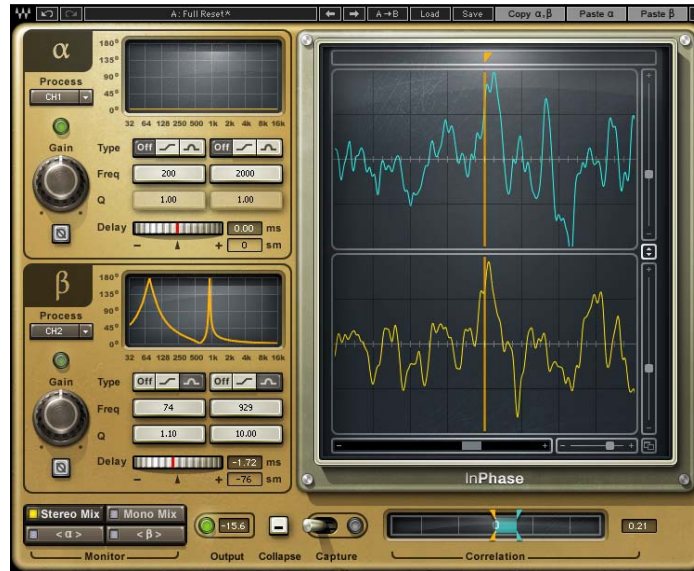 A: Full Reset*
A→B Load Save Copy α,β Paste α Paste β
α
Process
CH1
Gain
180°
135°
90°
45°
0°
32 64 128 250 500 1k 2k 4k 8k 16k
Type Off Off
Freq 200 2000
Q 1.00 1.00
Delay 0.00 ms
- + 0 sm
β
Process
CH2
Gain
180°
135°
90°
45°
0°
32 64 128 250 500 1k 2k 4k 8k 16k
Type Off Off
Freq 74 929
Q 1.10 10.00
Delay -1.72 ms
- + -76 sm
InPhase
Stereo Mix Mono Mix
<α> <β>
Monitor
-15.6
Output Collapse Capture
0
0.21
Correlation